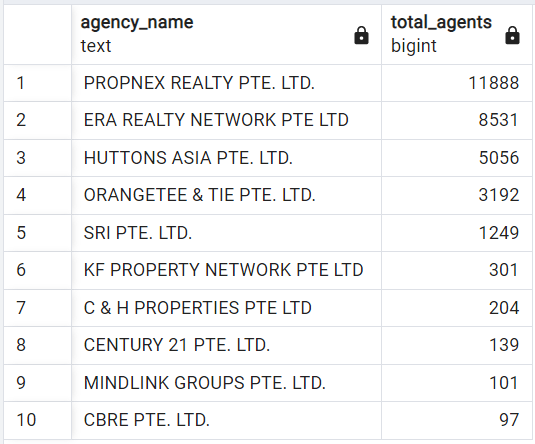 agency_name total_agents
text bigint
1 PROPNEX REALTY PTE. LTD. 11888
2 ERA REALTY NETWORK PTE LTD 8531
3 HUTTONS ASIA PTE. LTD. 5056
4 ORANGETEE & TIE PTE. LTD. 3192
5 SRI PTE. LTD. 1249
6 KF PROPERTY NETWORK PTE LTD 301
7 C & H PROPERTIES PTE LTD 204
8 CENTURY 21 PTE. LTD. 139
9 MINDLINK GROUPS PTE. LTD. 101
10 CBRE PTE. LTD. 97